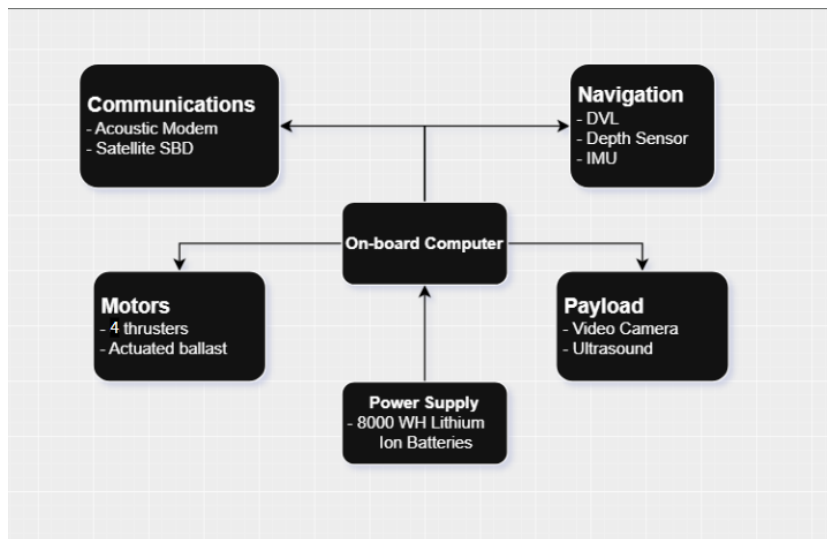 Communications
- Acoustic Modem
- Satellite SBD
Navigation
- DVL
- Depth Sensor
- IMU
On-board Computer
Motors
- 4 thrusters
- Actuated ballast
Payload
- Video Camera
- Ultrasound
Power Supply
- 8000 WH Lithium
Ion Batteries